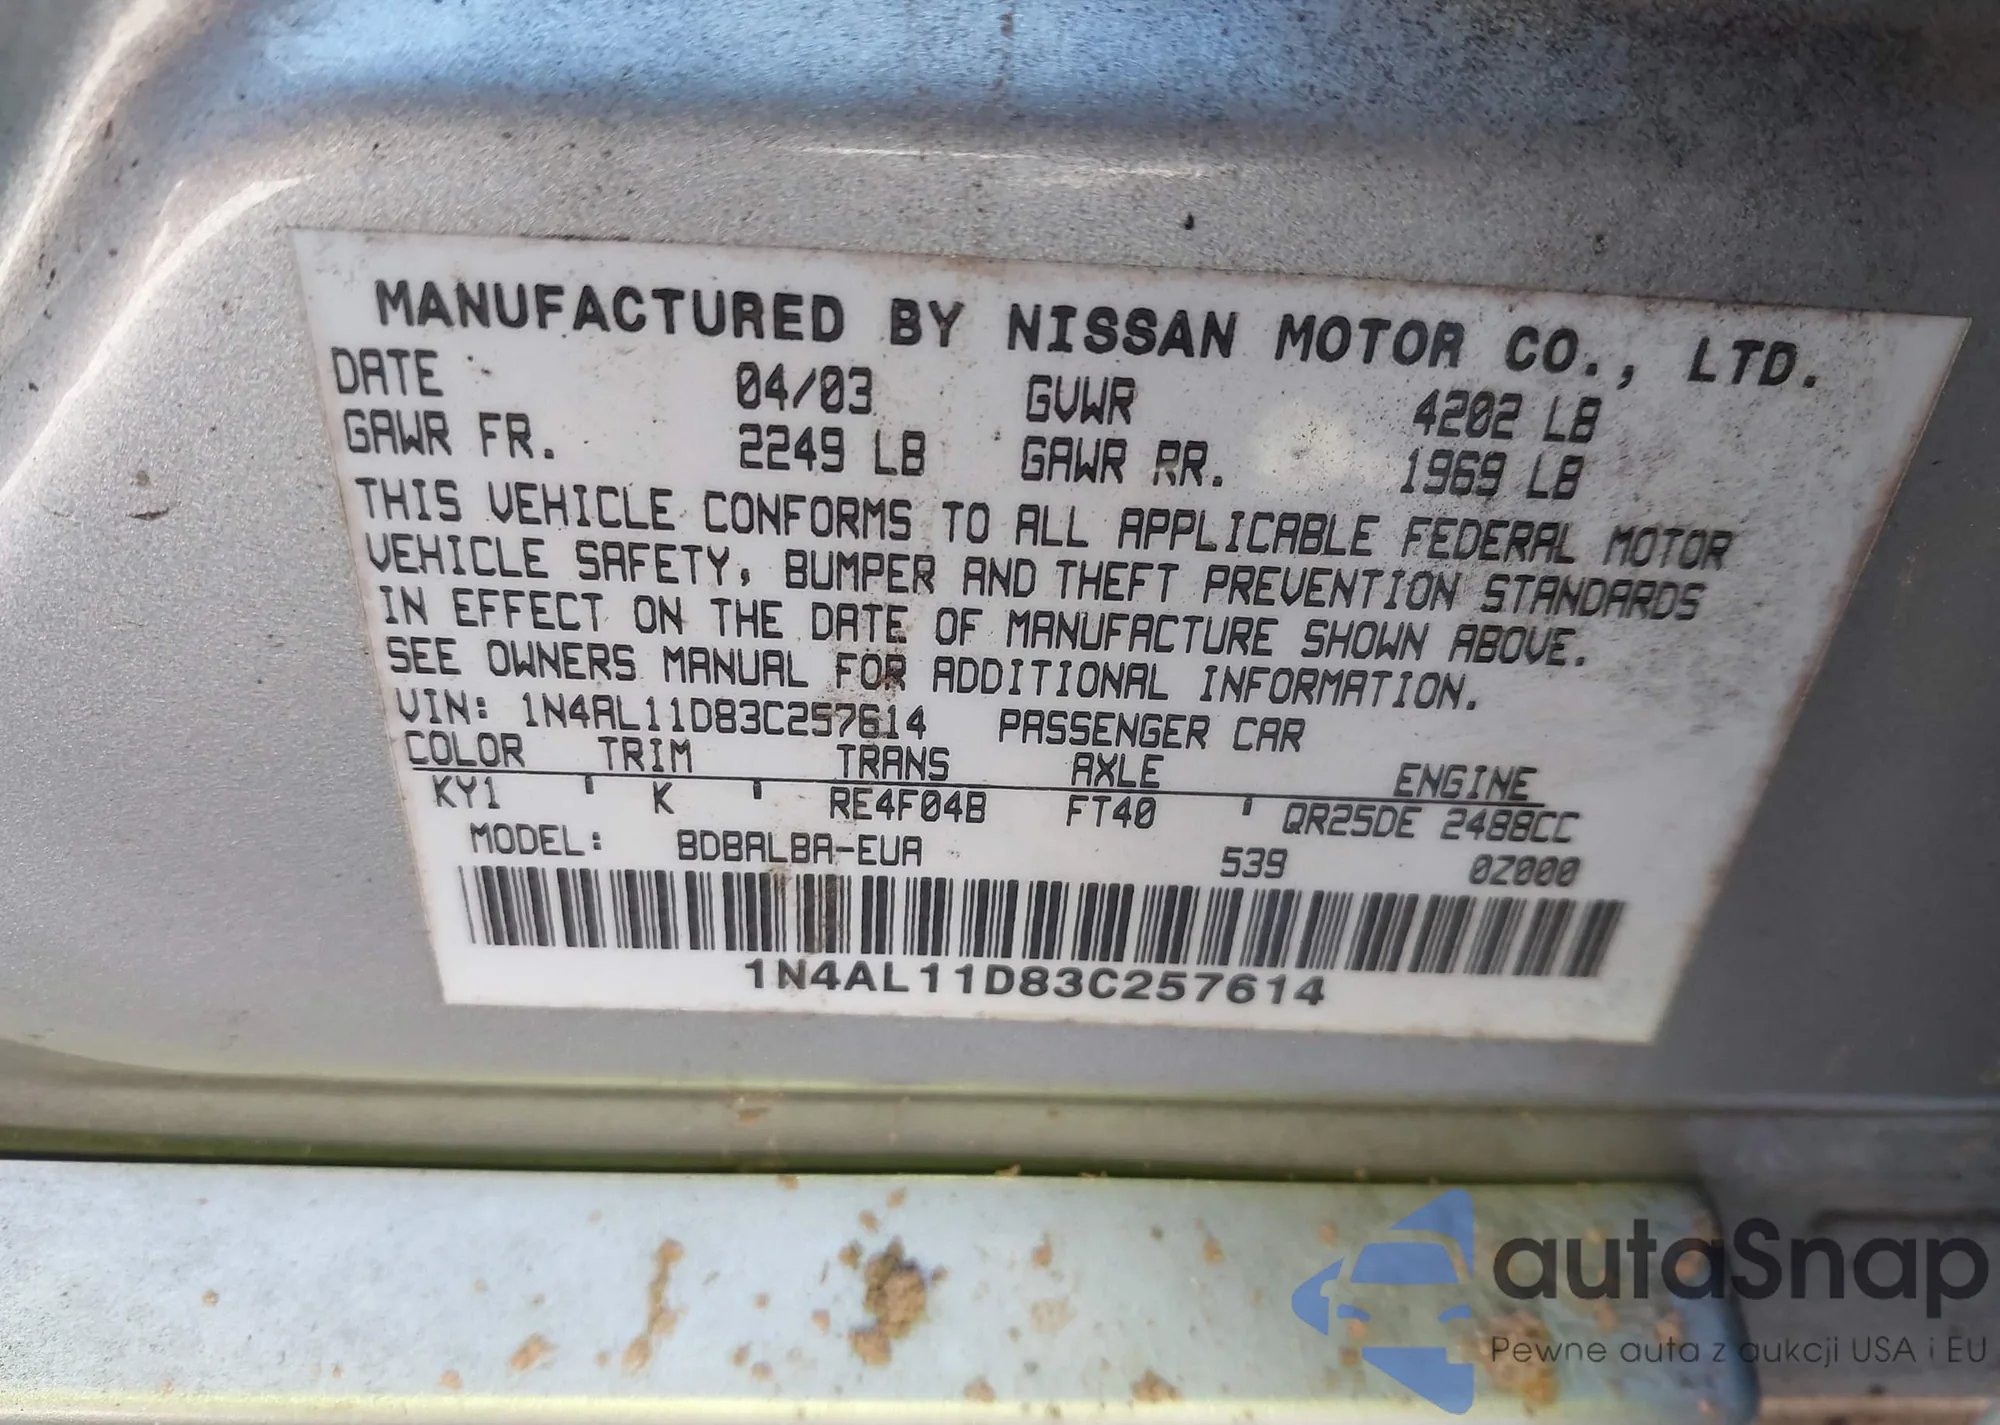 MANUFACTURED BY NISSAN MOTOR CO., LTD.
DATE 04/03 GVWR 4202 LB
GAWR FR. 2249 LB GAWR RR. 1969 LB
THIS VEHICLE CONFORMS TO ALL APPLICABLE FEDERAL MOTOR
VEHICLE SAFETY, BUMPER AND THEFT PREVENTION STANDARDS
IN EFFECT ON THE DATE OF MANUFACTURE SHOWN ABOVE.
SEE OWNERS MANUAL FOR ADDITIONAL INFORMATION.
VIN: 1N4AL11D83C257614 PASSENGER CAR
COLOR TRIM TRANS AXLE ENGINE
KY1 K RE4F04B FT40 QR25DE 2488CC
MODEL: BDBALBA-EUA 539 0Z000
1N4AL11D83C257614
autaSnap
Pewne auta z aukcji USA i EU